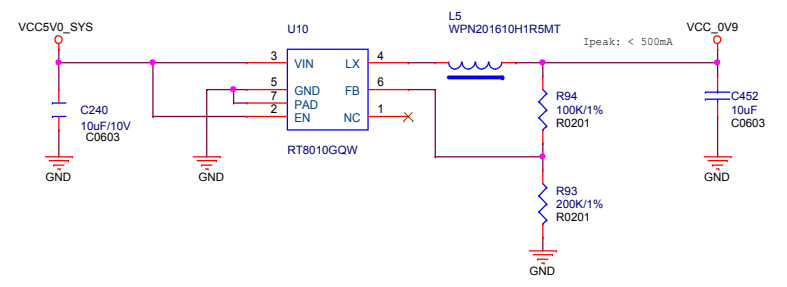 VCC5V0_SYS
U10
L5
WPN201610H1R5MT
VCC_0V9
Ipeak: < 500mA
3 VIN LX 4
5 GND FB 6
7 PAD
2 EN NC 1
RT8010GQW
C240
10uF/10V
C0603
R94
100K/1%
R0201
C452
10uF
C0603
GND
GND
GND
R93
200K/1%
R0201
GND